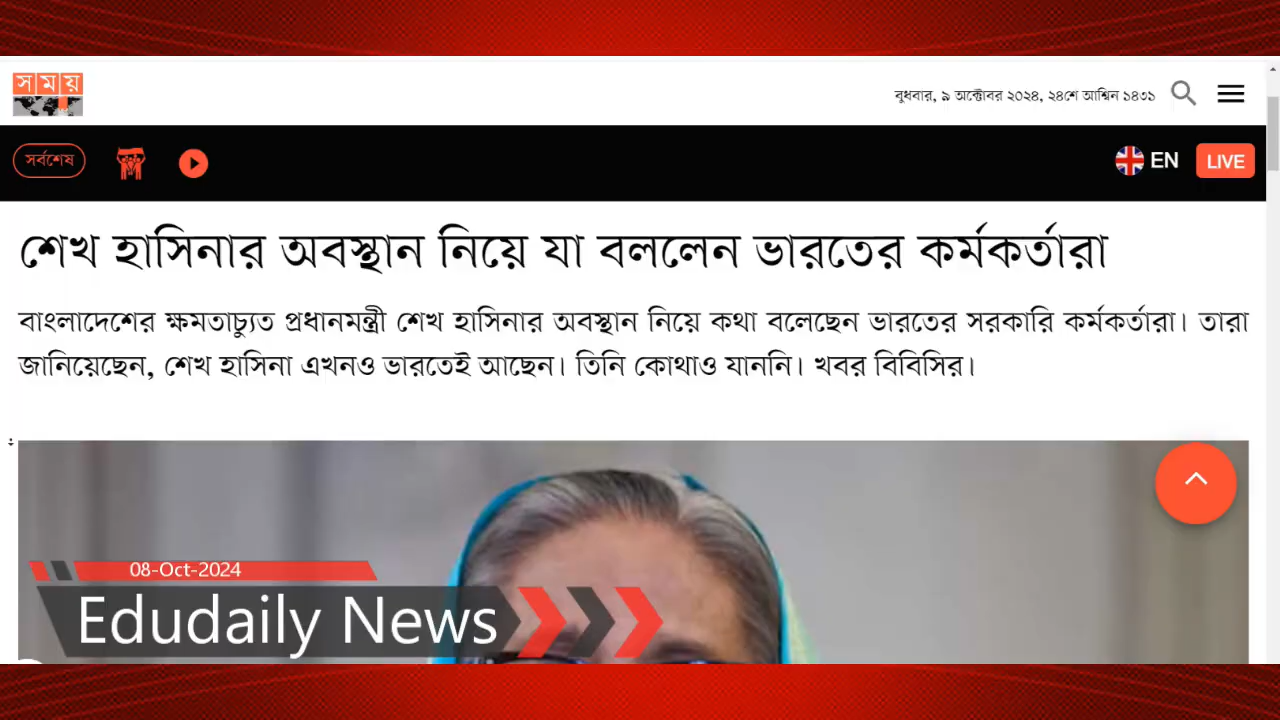 সময়
বুধবার, ৯ অক্টোবর ২০২৪, ২৪শে আশ্বিন ১৪৩১
সর্বশেষ
EN
LIVE
শেখ হাসিনার অবস্থান নিয়ে যা বললেন ভারতের কর্মকর্তারা
বাংলাদেশের ক্ষমতাচ্যুত প্রধানমন্ত্রী শেখ হাসিনার অবস্থান নিয়ে কথা বলেছেন ভারতের সরকারি কর্মকর্তারা। তারা
জানিয়েছেন, শেখ হাসিনা এখনও ভারতেই আছেন। তিনি কোথাও যাননি। খবর বিবিসির।
08-Oct-2024
Edudaily News